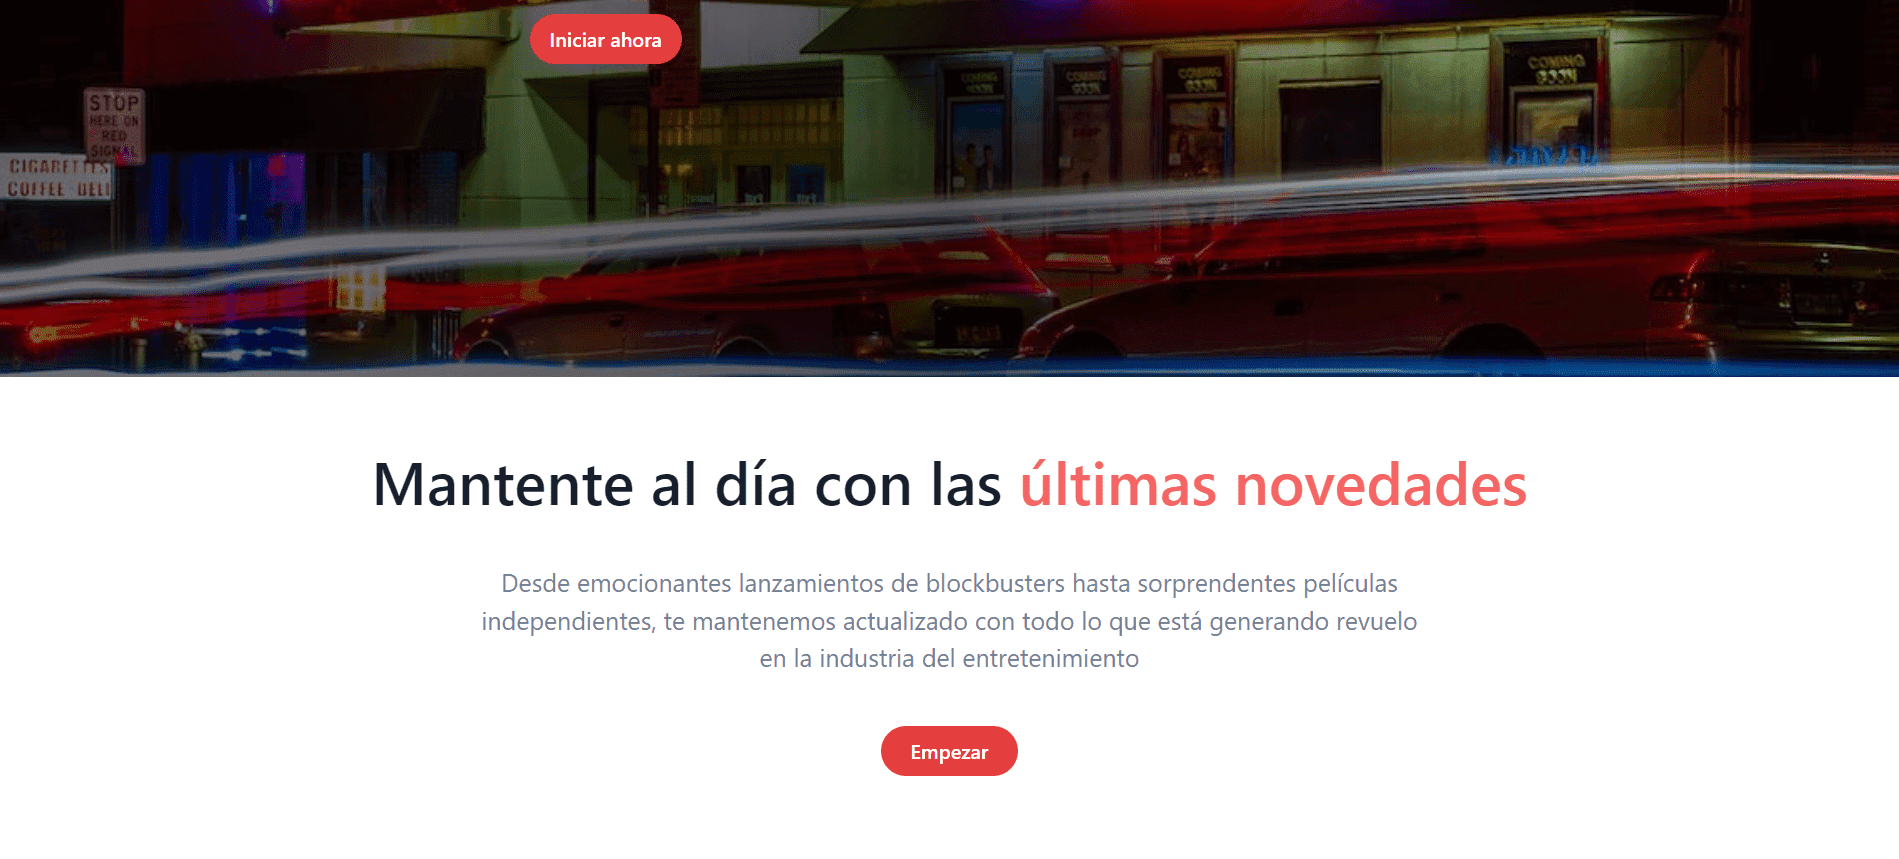 Iniciar ahora
COMING
SOON
COMING
SOON
COMING
SOON
COMING
SOON
STOP
HERE ON
RED
SIGNAL
CIGARETTES
COFFEE · DELI
Mantente al día con las últimas novedades
Desde emocionantes lanzamientos de blockbusters hasta sorprendentes películas
independientes, te mantenemos actualizado con todo lo que está generando revuelo
en la industria del entretenimiento
Empezar